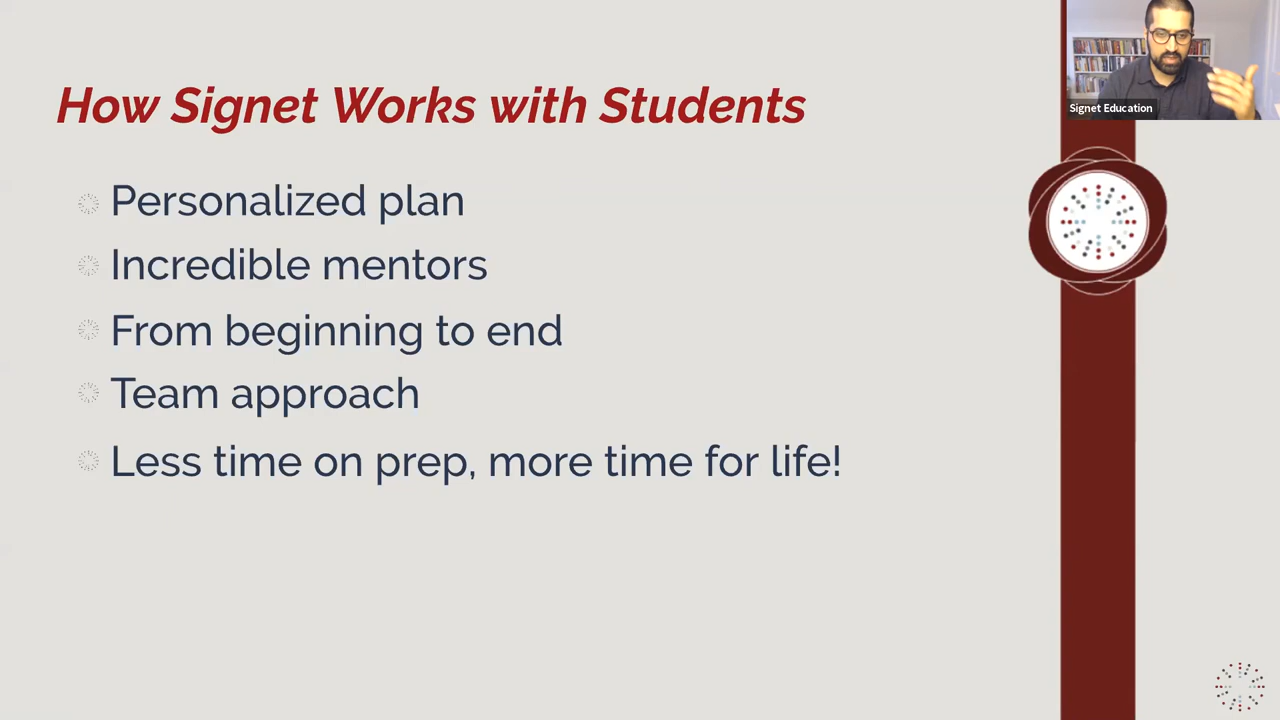 How Signet Works with Students
Personalized plan
Incredible mentors
From beginning to end
Team approach
Less time on prep, more time for life!
Signet Education